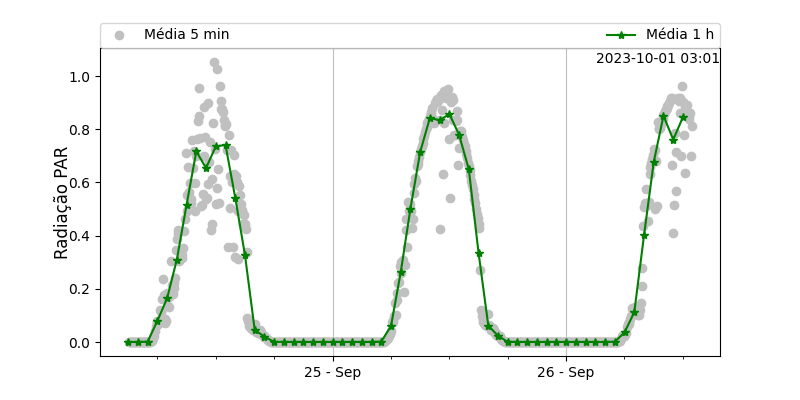 Média 5 min
Média 1 h
2023-10-01 03:01
Radiação PAR
1.0
0.8
0.6
0.4
0.2
0.0
25 - Sep
26 - Sep